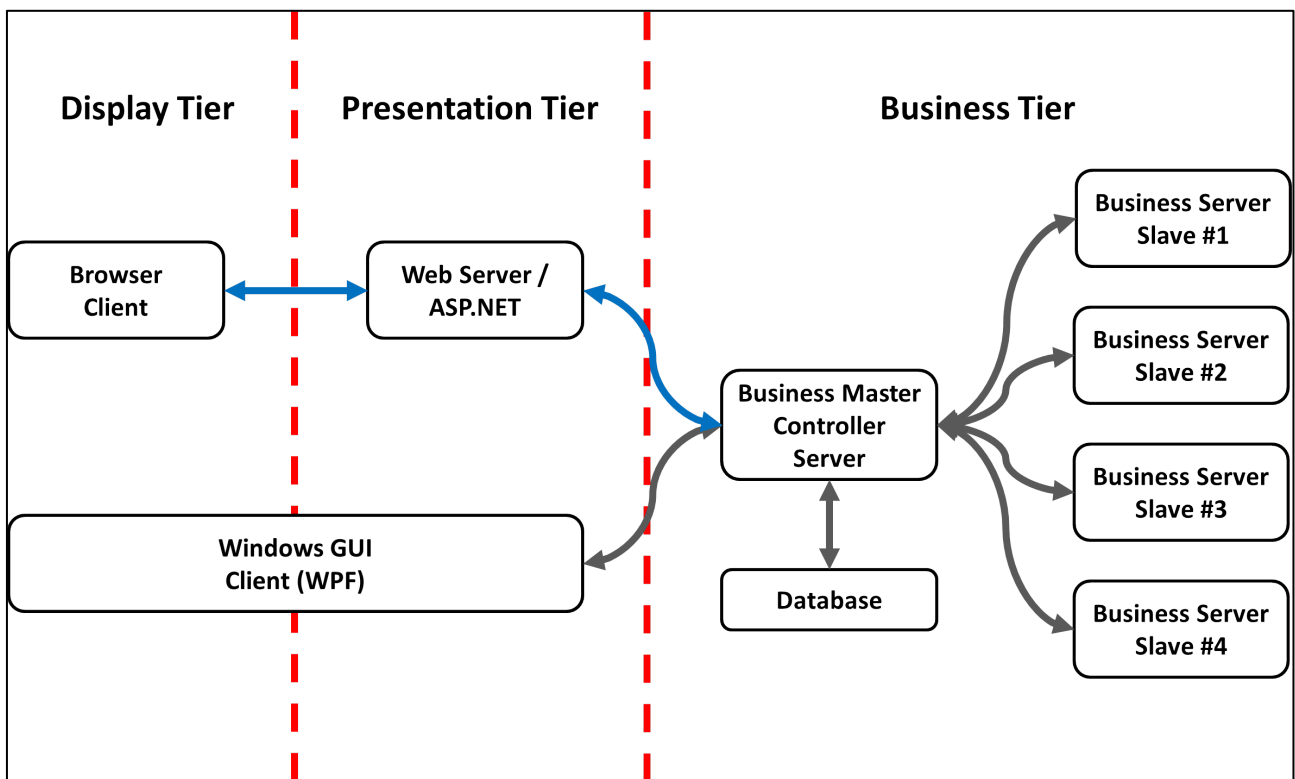 Display Tier
Presentation Tier
Business Tier
Browser
Client
Web Server /
ASP.NET
Windows GUI
Client (WPF)
Business Master
Controller
Server
Database
Business Server
Slave #1
Business Server
Slave #2
Business Server
Slave #3
Business Server
Slave #4